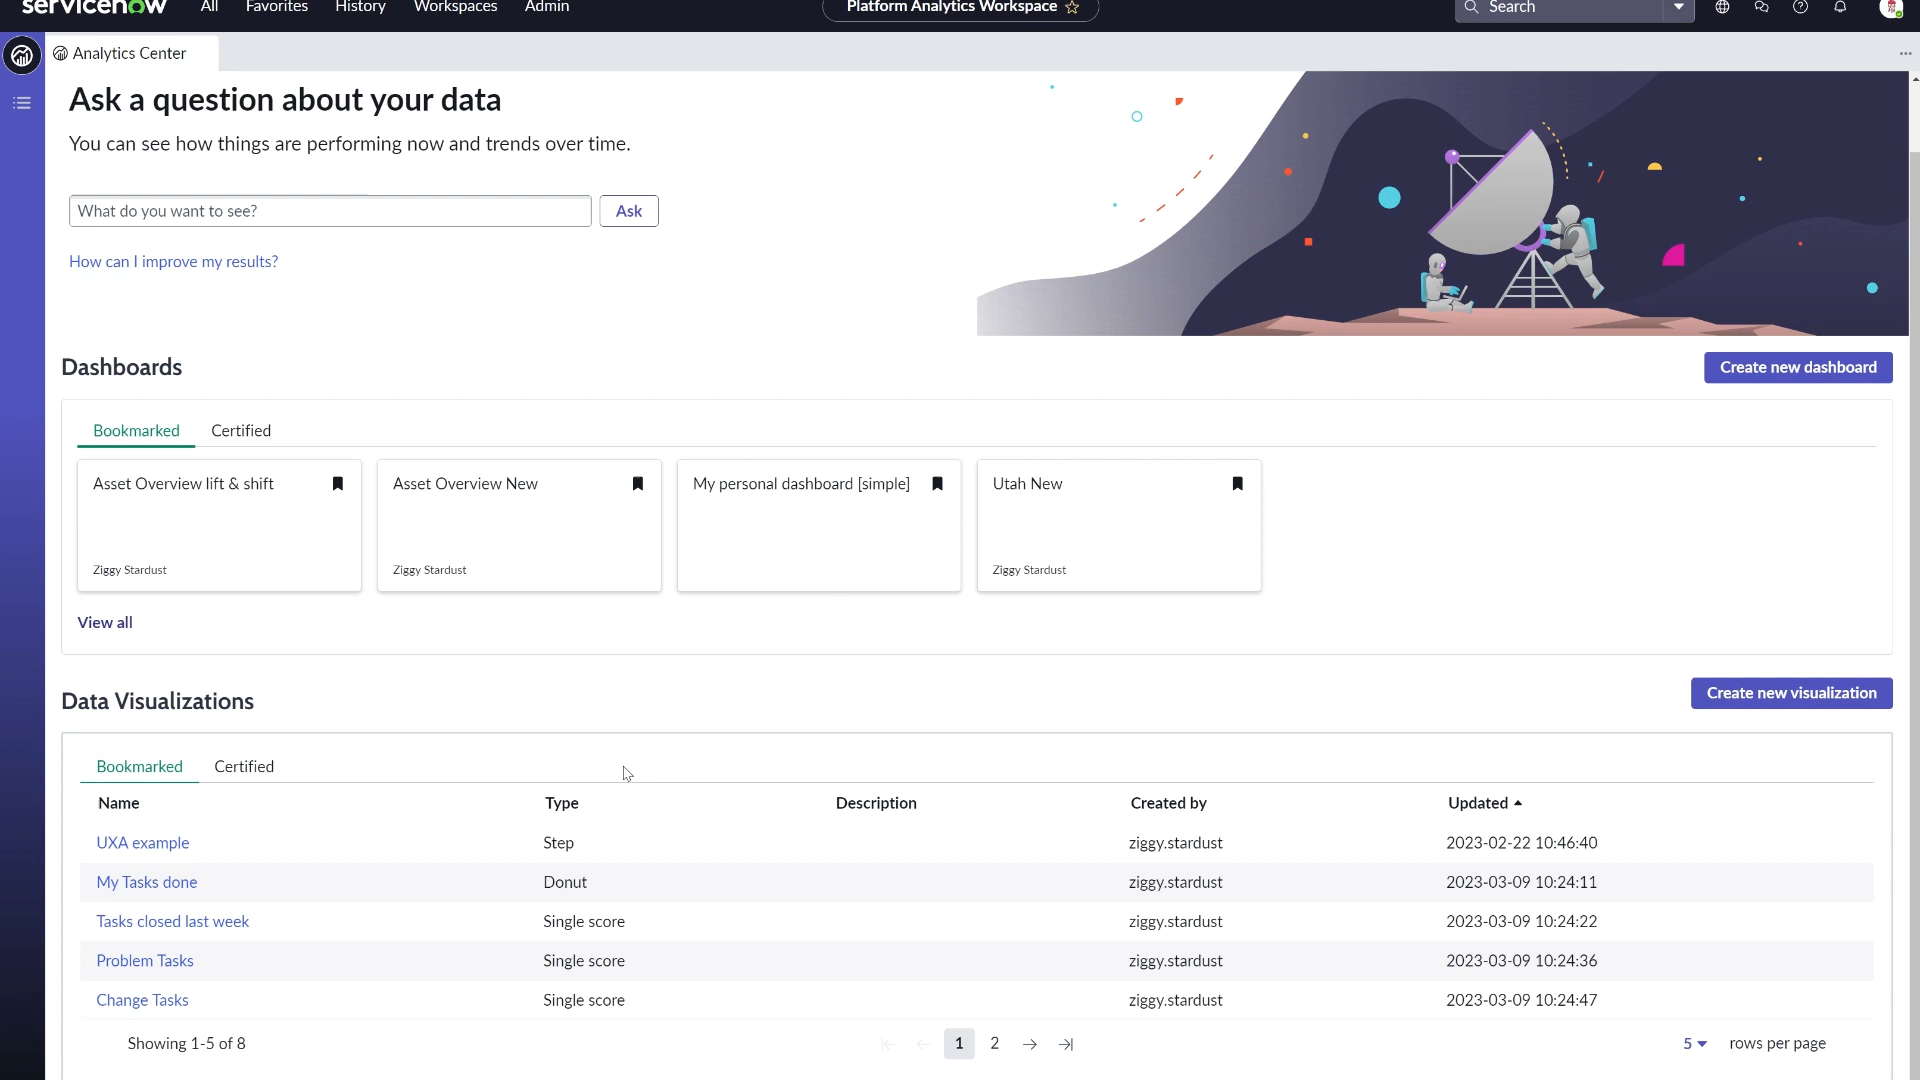 servicenow
All
Favorites
History
Workspaces
Admin
Platform Analytics Workspace
Search
Analytics Center
Ask a question about your data
You can see how things are performing now and trends over time.
What do you want to see?
Ask
How can I improve my results?
Dashboards
Create new dashboard
Bookmarked
Certified
Asset Overview lift & shift
Ziggy Stardust
Asset Overview New
Ziggy Stardust
My personal dashboard [simple]
Utah New
Ziggy Stardust
View all
Data Visualizations
Create new visualization
Bookmarked
Certified
Name Type Description Created by Updated
UXA example Step ziggy.stardust 2023-02-22 10:46:40
My Tasks done Donut ziggy.stardust 2023-03-09 10:24:11
Tasks closed last week Single score ziggy.stardust 2023-03-09 10:24:22
Problem Tasks Single score ziggy.stardust 2023-03-09 10:24:36
Change Tasks Single score ziggy.stardust 2023-03-09 10:24:47
Showing 1-5 of 8
1
2
5 rows per page